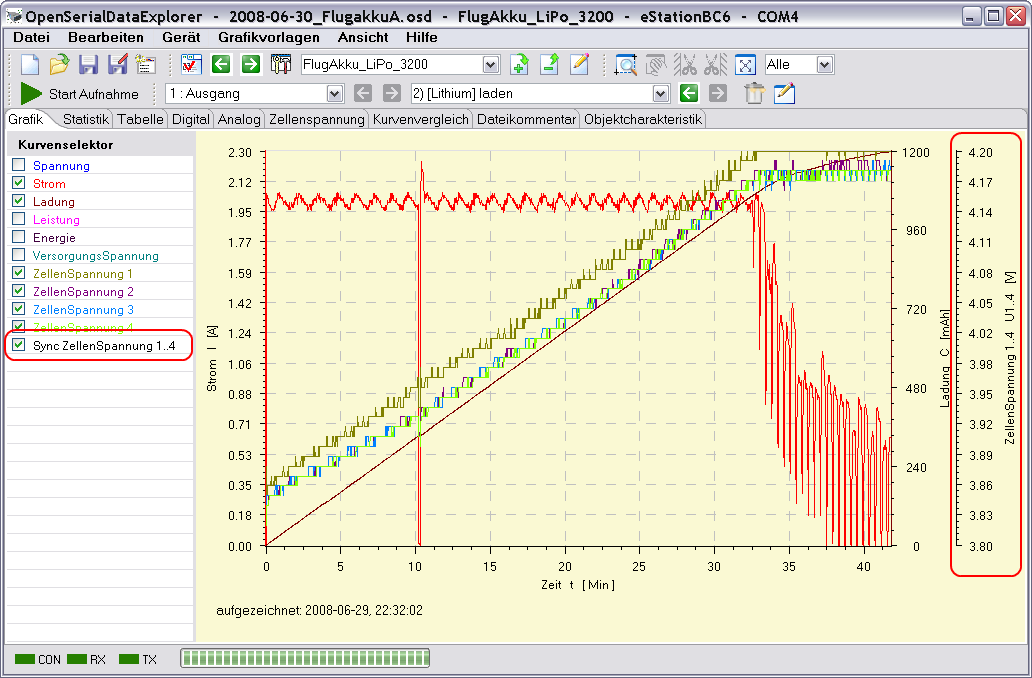 OpenSerialDataExplorer - 2008-06-30_FlugakkuA.osd - FlugAkku_LiPo_3200 - eStationBC6 - COM4
Datei Bearbeiten Gerät Grafikvorlagen Ansicht Hilfe
FlugAkku_LiPo_3200 Alle
Start Aufnahme 1 : Ausgang 2) [Lithium] laden
Grafik Statistik Tabelle Digital Analog Zellenspannung Kurvenvergleich Dateikommentar Objektcharakteristik
Kurvenselektor
Spannung
Strom
Ladung
Leistung
Energie
VersorgungsSpannung
ZellenSpannung 1
ZellenSpannung 2
ZellenSpannung 3
ZellenSpannung 4
Sync ZellenSpannung 1..4
Strom I [A]
2.30
2.12
1.95
1.77
1.59
1.42
1.24
1.06
0.88
0.71
0.53
0.35
0.18
0.00
0 5 10 15 20 25 30 35 40
Zeit t [Min]
Ladung C [mAh]
1200
960
720
480
240
0
ZellenSpannung 1..4 U1..4 [V]
4.20
4.17
4.14
4.11
4.08
4.05
4.02
3.98
3.95
3.92
3.89
3.86
3.83
3.80
aufgezeichnet: 2008-06-29, 22:32:02
CON RX TX